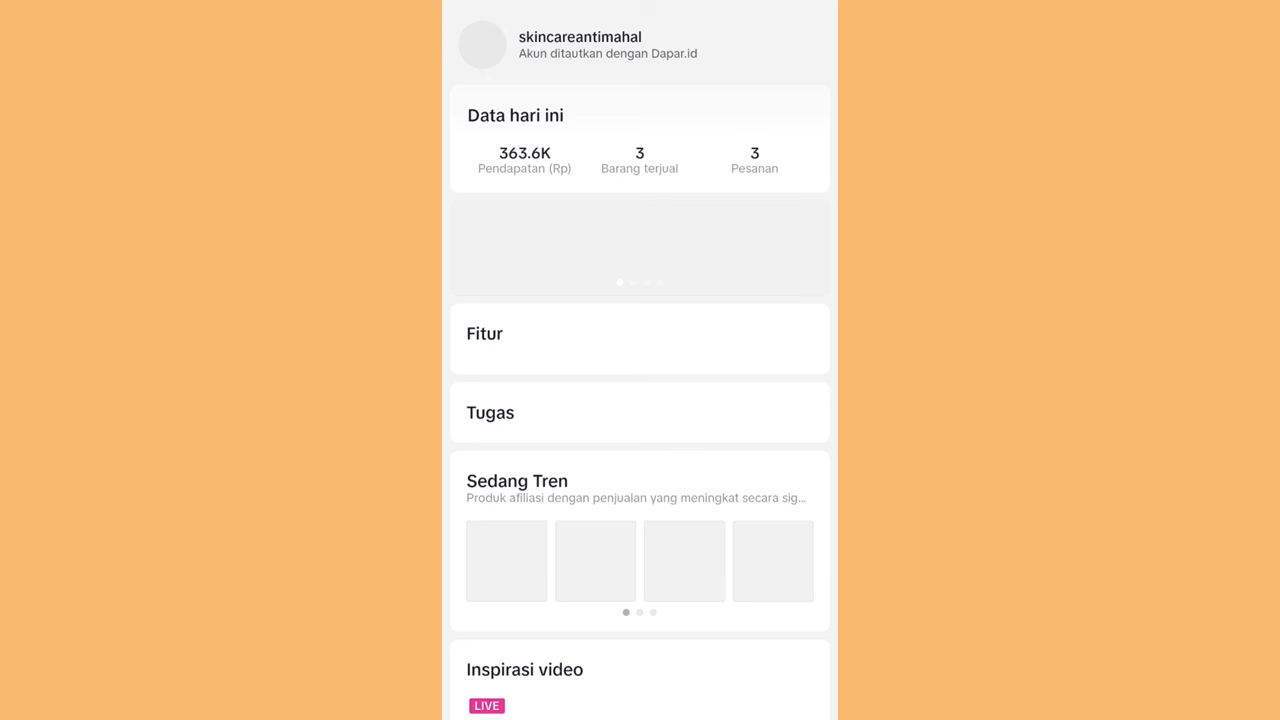 skincareantimahal
Akun ditautkan dengan Dapar.id
Data hari ini
363.6K
Pendapatan (Rp)
3
Barang terjual
3
Pesanan
Fitur
Tugas
Sedang Tren
Produk afiliasi dengan penjualan yang meningkat secara sig...
Inspirasi video
LIVE